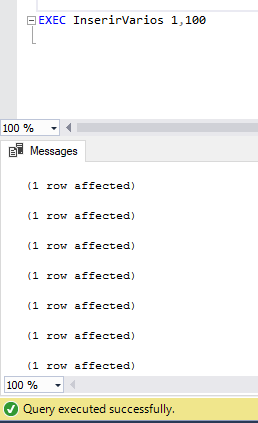 EXEC InserirVarios 1,100
100 %
Messages
(1 row affected)
(1 row affected)
(1 row affected)
(1 row affected)
(1 row affected)
(1 row affected)
(1 row affected)
100 %
Query executed successfully.